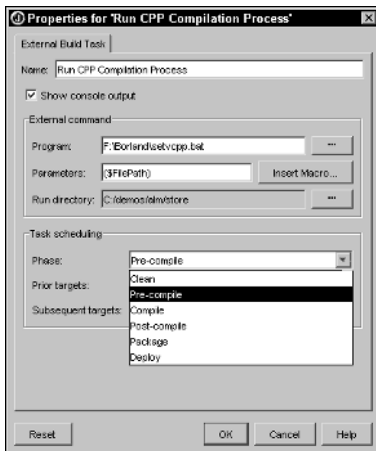 Properties for 'Run CPP Compilation Process'
External Build Task
Name: Run CPP Compilation Process
Show console output
External command
Program: F:\Borland\setvcpp.bat ...
Parameters: ($FilePath) Insert Macro...
Run directory: C:/demos/elm/store ...
Task scheduling
Phase: Pre-compile
Prior targets: Clean
Pre-compile
Subsequent targets: Compile
Post-compile
Package
Deploy
Reset OK Cancel Help